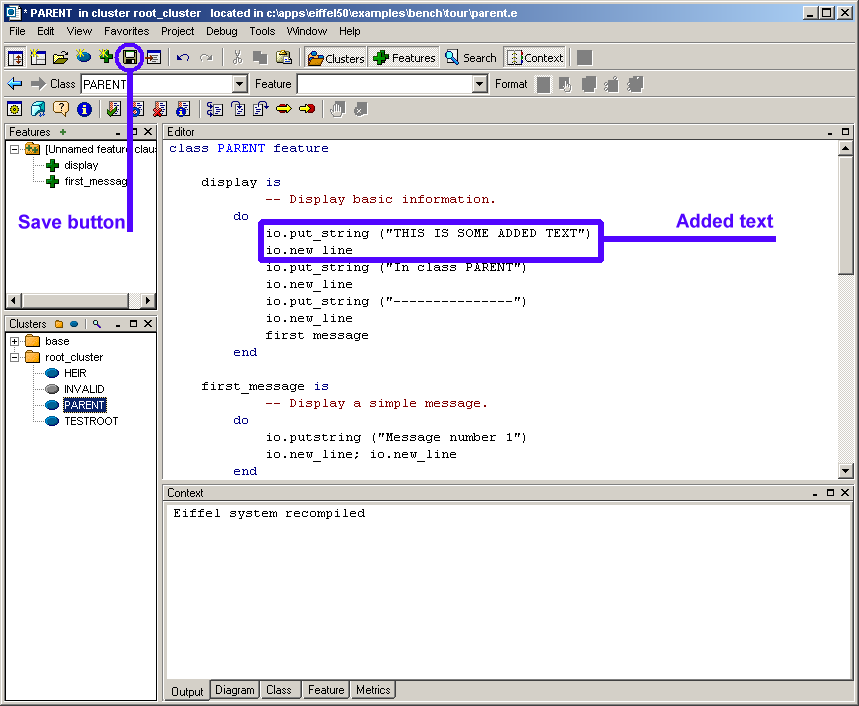 * PARENT in cluster root_cluster located in c:\apps\eiffel50\examples\bench\tour\parent.e
File Edit View Favorites Project Debug Tools Window Help
Clusters Features Search Context
Class PARENT Feature Format
Features
[Unnamed feature clau
display
first_messag
Save button
Clusters
base
root_cluster
HEIR
INVALID
PARENT
TESTROOT
Editor
class PARENT feature
display is
-- Display basic information.
do
io.put_string ("THIS IS SOME ADDED TEXT")
io.new_line
io.put_string ("In class PARENT")
io.new_line
io.put_string ("---------------")
io.new_line
first message
end
first_message is
-- Display a simple message.
do
io.putstring ("Message number 1")
io.new_line; io.new_line
end
Added text
Context
Eiffel system recompiled
Output Diagram Class Feature Metrics